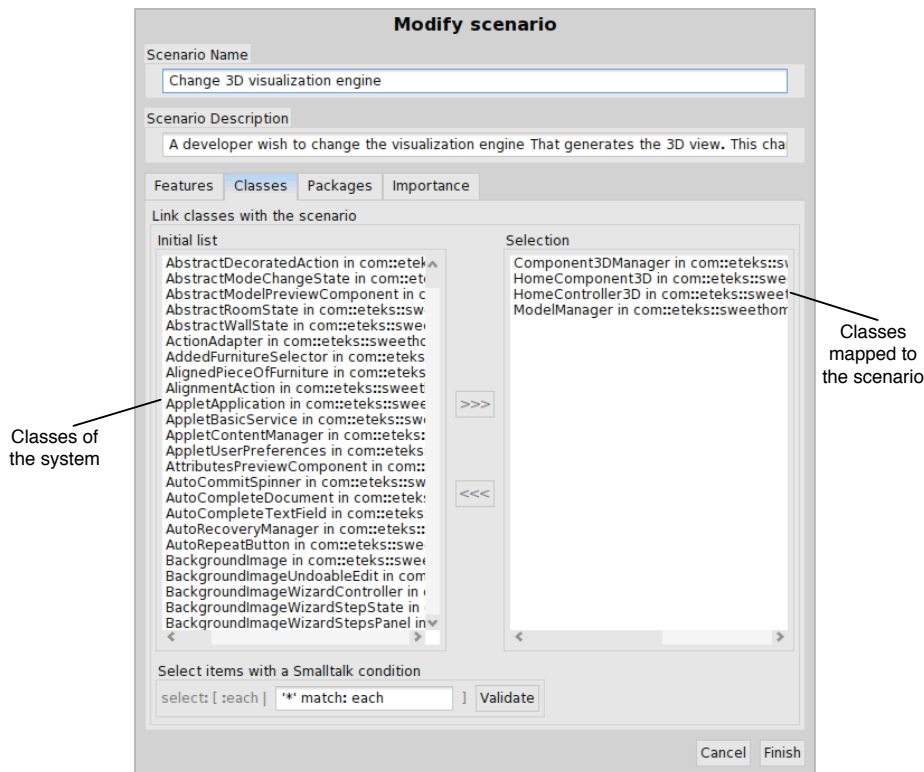 Modify scenario
Scenario Name
Change 3D visualization engine
Scenario Description
A developer wish to change the visualization engine That generates the 3D view. This cha
Features Classes Packages Importance
Link classes with the scenario
Initial list
AbstractDecoratedAction in com::etek
AbstractModeChangeState in com::et
AbstractModelPreviewComponent in c
AbstractRoomState in com::eteks::sw
AbstractWallState in com::eteks::swe
ActionAdapter in com::eteks::sweetho
AddedFurnitureSelector in com::eteks
AlignedPieceOfFurniture in com::eteks
AlignmentAction in com::eteks::sweet
AppletApplication in com::eteks::swee
AppletBasicService in com::eteks::sw
AppletContentManager in com::eteks:
AppletUserPreferences in com::eteks
AttributesPreviewComponent in com::
AutoCommitSpinner in com::eteks::sw
AutoCompleteDocument in com::eteks
AutoCompleteTextField in com::eteks
AutoRecoveryManager in com::eteks::
AutoRepeatButton in com::eteks::swe
BackgroundImage in com::eteks::swee
BackgroundImageUndoableEdit in com
BackgroundImageWizardController in
BackgroundImageWizardStepState in
BackgroundImageWizardStepsPanel in
>>>
<<<
Selection
Component3DManager in com::eteks::s
HomeComponent3D in com::eteks::swe
HomeController3D in com::eteks::sweet
ModelManager in com::eteks::sweethom
Classes of
the system
Classes
mapped to
the scenario
Select items with a Smalltalk condition
select: [ :each | '*' match: each ] Validate
Cancel Finish